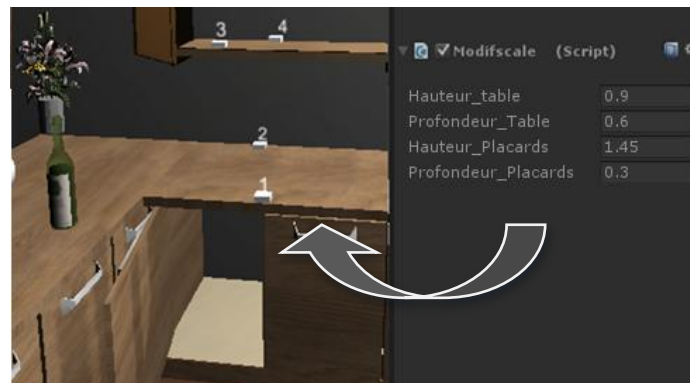 3 4
2
1
Modifscale (Script)
Hauteur_table 0.9
Profondeur_Table 0.6
Hauteur_Placards 1.45
Profondeur_Placards 0.3